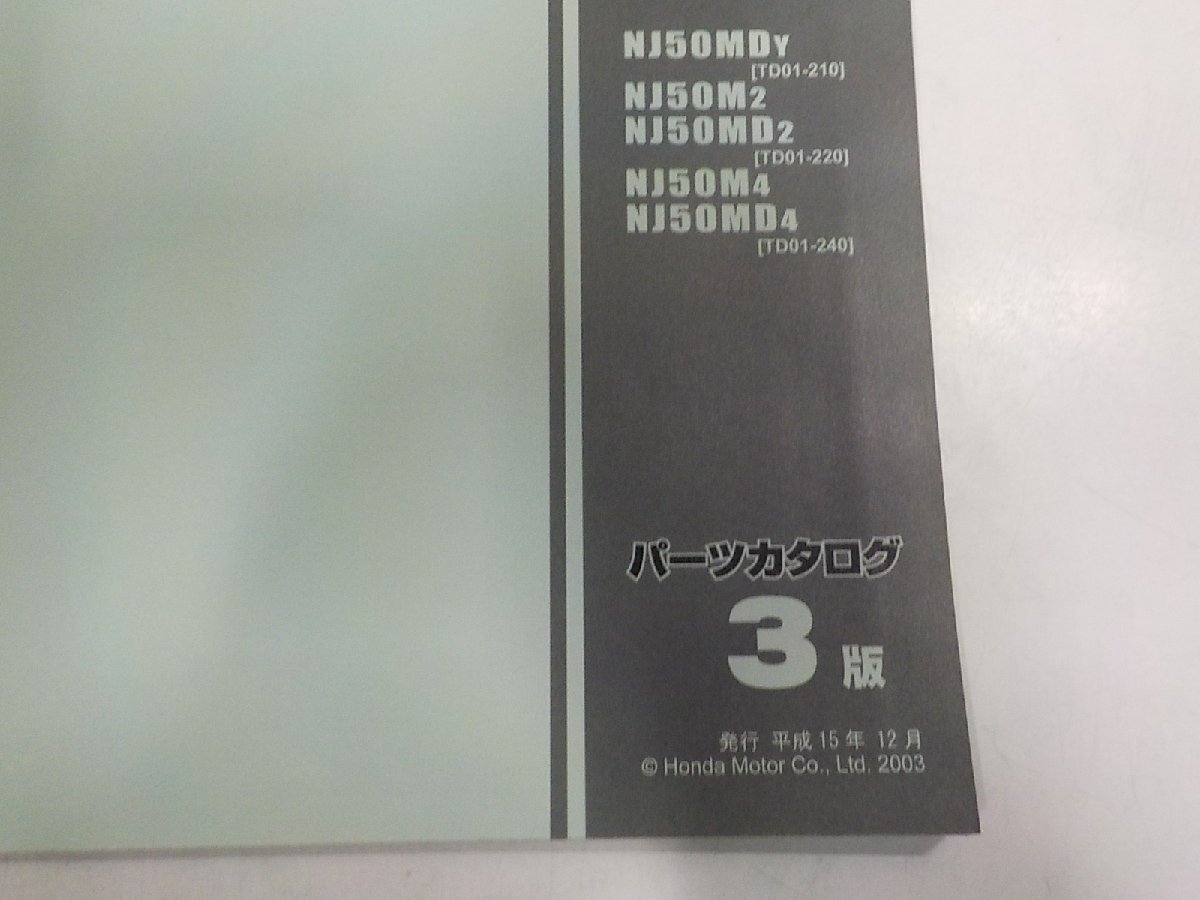 NJ50MDY
[TD01-210]
NJ50M2
NJ50MD2
[TD01-220]
NJ50M4
NJ50MD4
[TD01-240]
パーツカタログ
3版
発行 平成15年 12月
© Honda Motor Co., Ltd. 2003